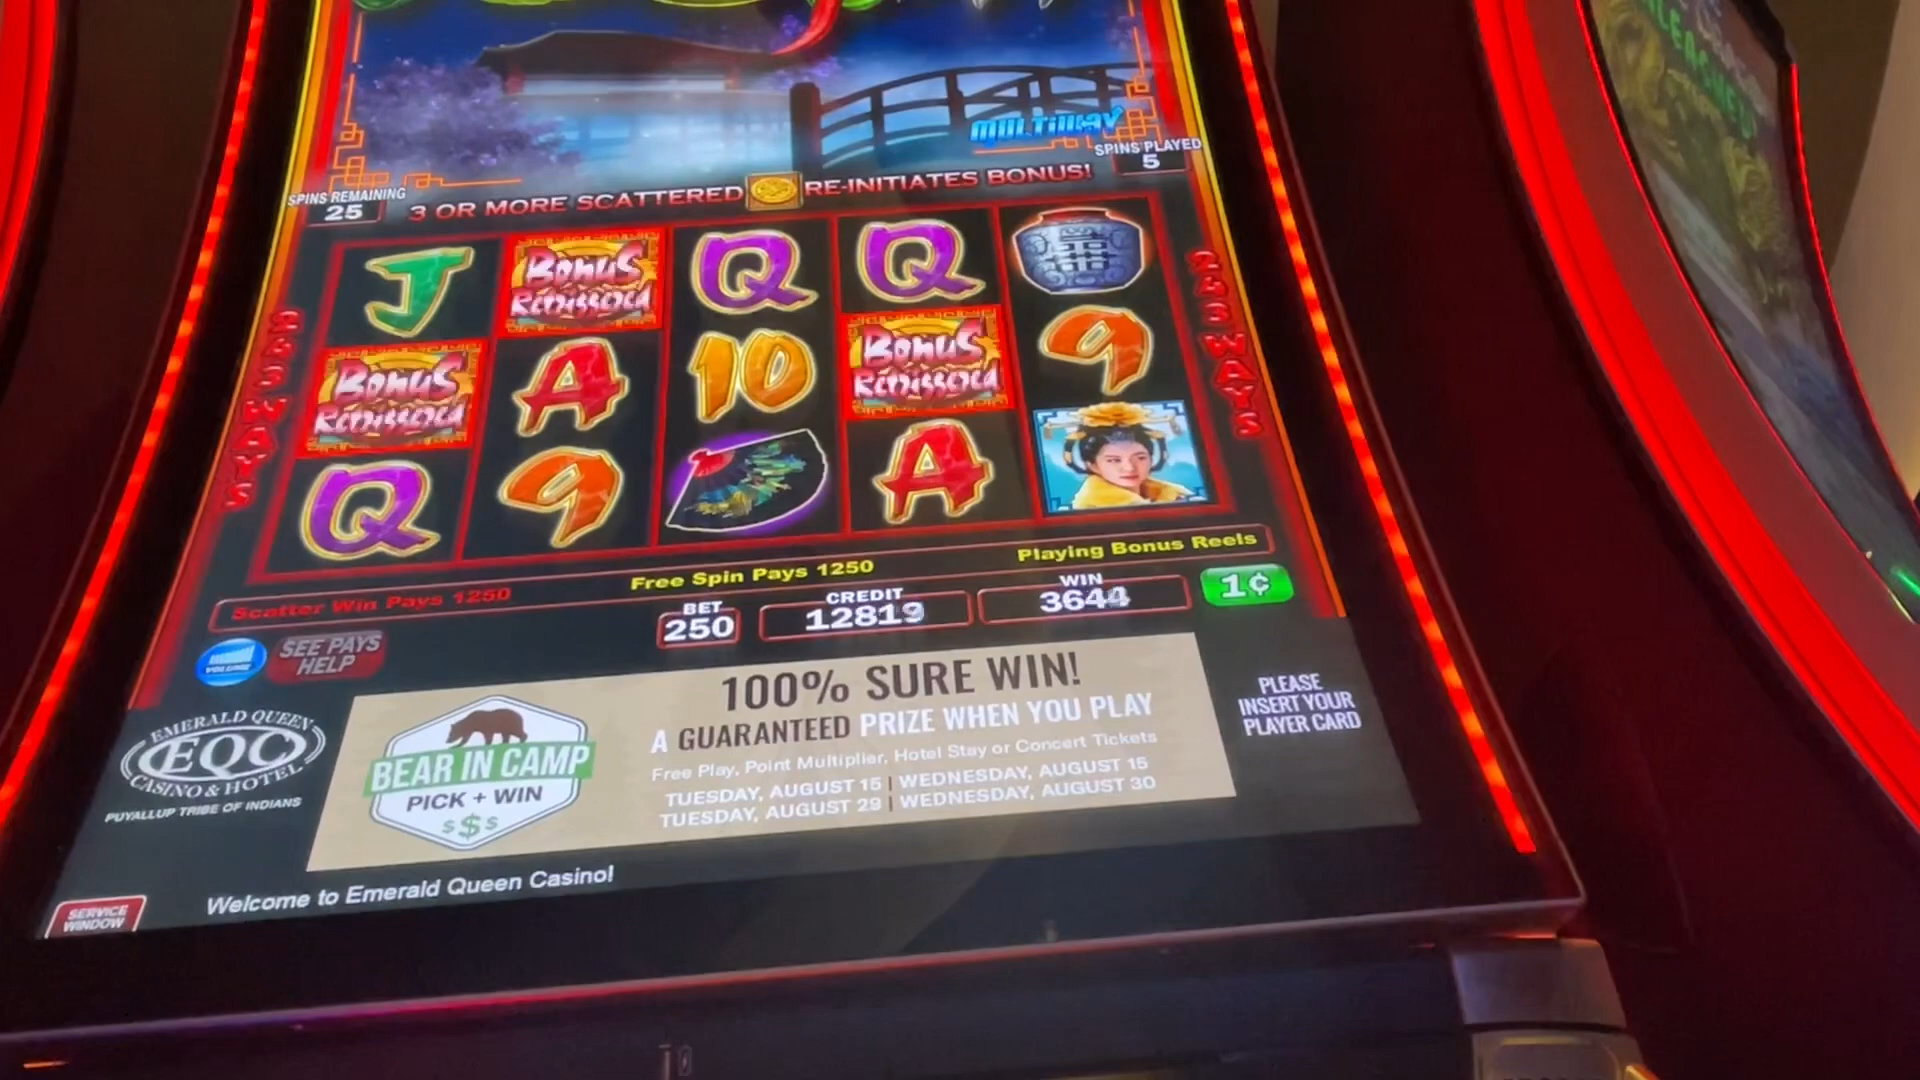 MULTIWAY
SPINS PLAYED
5
SPINS REMAINING
25
3 OR MORE SCATTERED RE-INITIATES BONUS!
J
BONUS
Q
Q
BONUS
A
10
BONUS
9
Q
9
A
243 WAYS
243 WAYS
Scatter Win Pays 1250
Free Spin Pays 1250
Playing Bonus Reels
BET
250
CREDIT
12819
WIN
3644
1¢
VOLUME
SEE PAYS
HELP
EMERALD QUEEN
EQC
CASINO & HOTEL
PUYALLUP TRIBE OF INDIANS
BEAR IN CAMP
PICK + WIN
$$$
100% SURE WIN!
A GUARANTEED PRIZE WHEN YOU PLAY
Free Play, Point Multiplier, Hotel Stay or Concert Tickets
TUESDAY, AUGUST 15 | WEDNESDAY, AUGUST 15
TUESDAY, AUGUST 29 | WEDNESDAY, AUGUST 30
PLEASE
INSERT YOUR
PLAYER CARD
Welcome to Emerald Queen Casino!
SERVICE
WINDOW